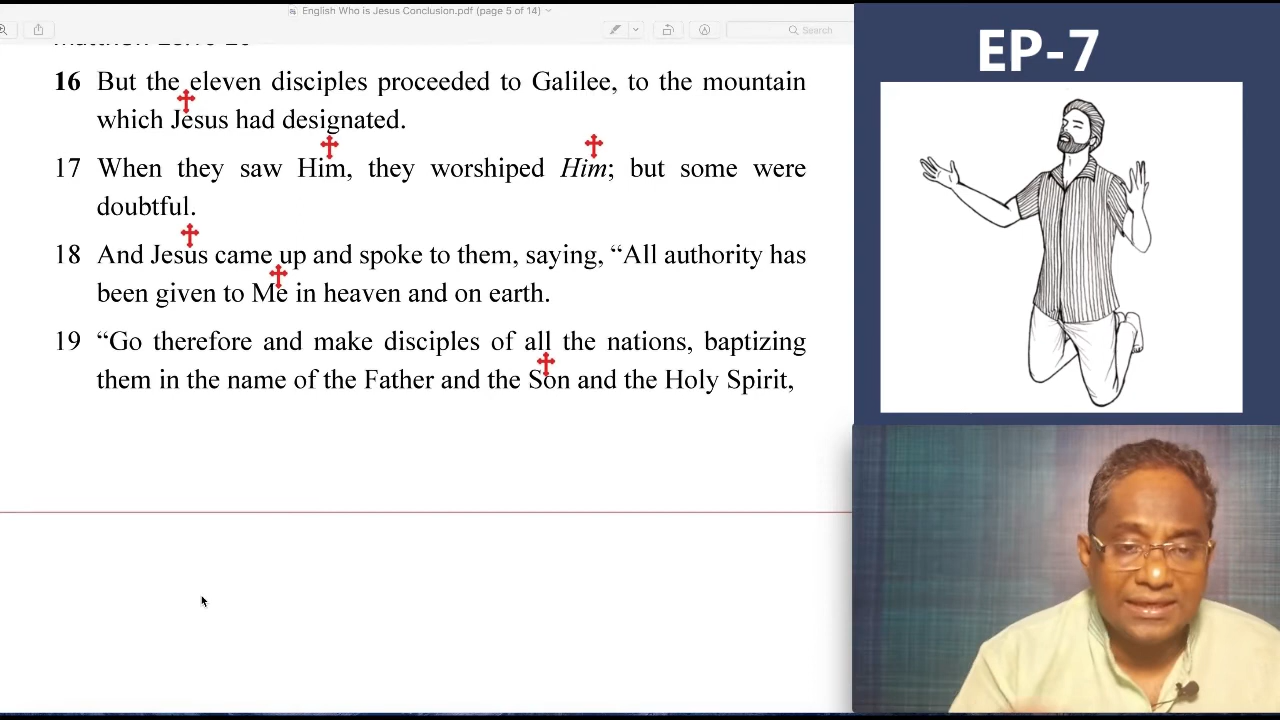 English Who is Jesus Conclusion.pdf (page 5 of 14)
Search
EP-7
16 But the eleven disciples proceeded to Galilee, to the mountain
which Jesus had designated.
17 When they saw Him, they worshiped Him; but some were
doubtful.
18 And Jesus came up and spoke to them, saying, “All authority has
been given to Me in heaven and on earth.
19 “Go therefore and make disciples of all the nations, baptizing
them in the name of the Father and the Son and the Holy Spirit,